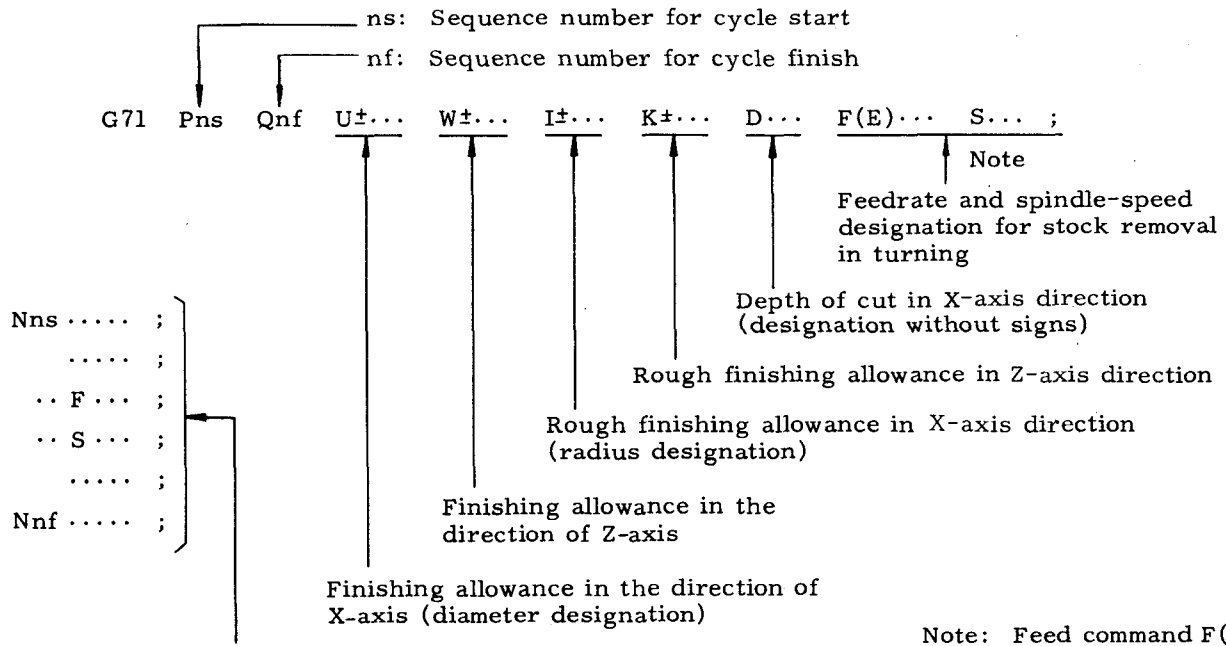 ns: Sequence number for cycle start
nf: Sequence number for cycle finish
G71 Pns Qnf U±··· W±··· I±··· K±··· D··· F(E)··· S··· ;
Note
Feedrate and spindle-speed
designation for stock removal
in turning
Depth of cut in X-axis direction
(designation without signs)
Rough finishing allowance in Z-axis direction
Rough finishing allowance in X-axis direction
(radius designation)
Finishing allowance in the
direction of Z-axis
Finishing allowance in the direction of
X-axis (diameter designation)
Nns ····· ;
····· ;
·· F ··· ;
·· S ··· ;
····· ;
Nnf ····· ;
Note: Feed command F(